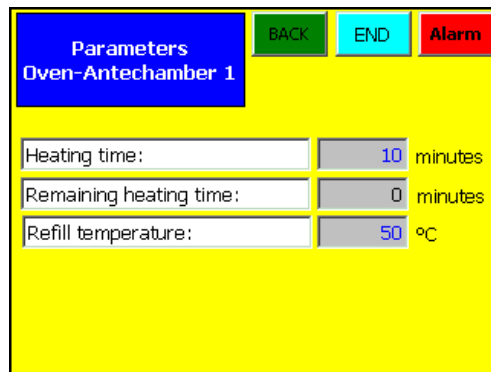 Parameters
Oven-Antechamber 1
BACK
END
Alarm
Heating time: 10 minutes
Remaining heating time: 0 minutes
Refill temperature: 50 ºC